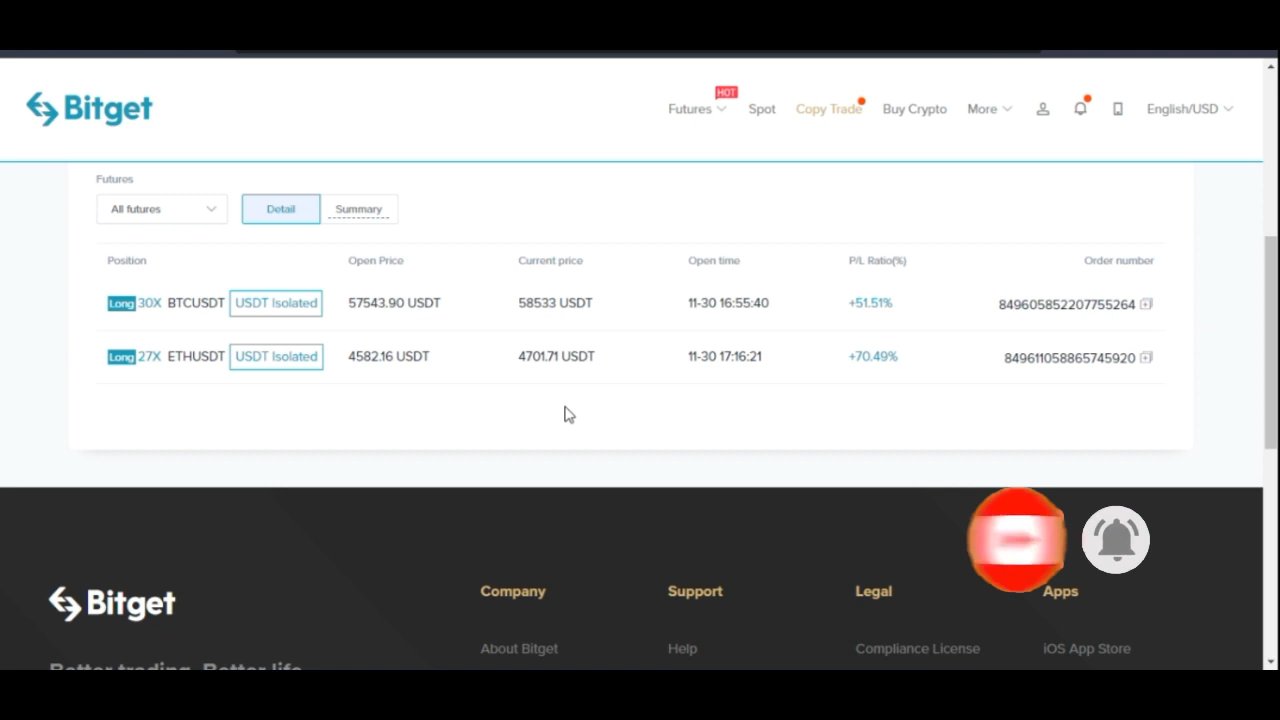 Bitget
Futures HOT Spot Copy Trade Buy Crypto More English/USD
Futures
All futures Detail Summary
Position Open Price Current price Open time P/L Ratio(%) Order number
Long 30X BTCUSDT USDT Isolated 57543.90 USDT 58533 USDT 11-30 16:55:40 +51.51% 849605852207755264
Long 27X ETHUSDT USDT Isolated 4582.16 USDT 4701.71 USDT 11-30 17:16:21 +70.49% 849611058865745920
Bitget
Company Support Legal Apps
Better trading. Better life
About Bitget Help Compliance License iOS App Store